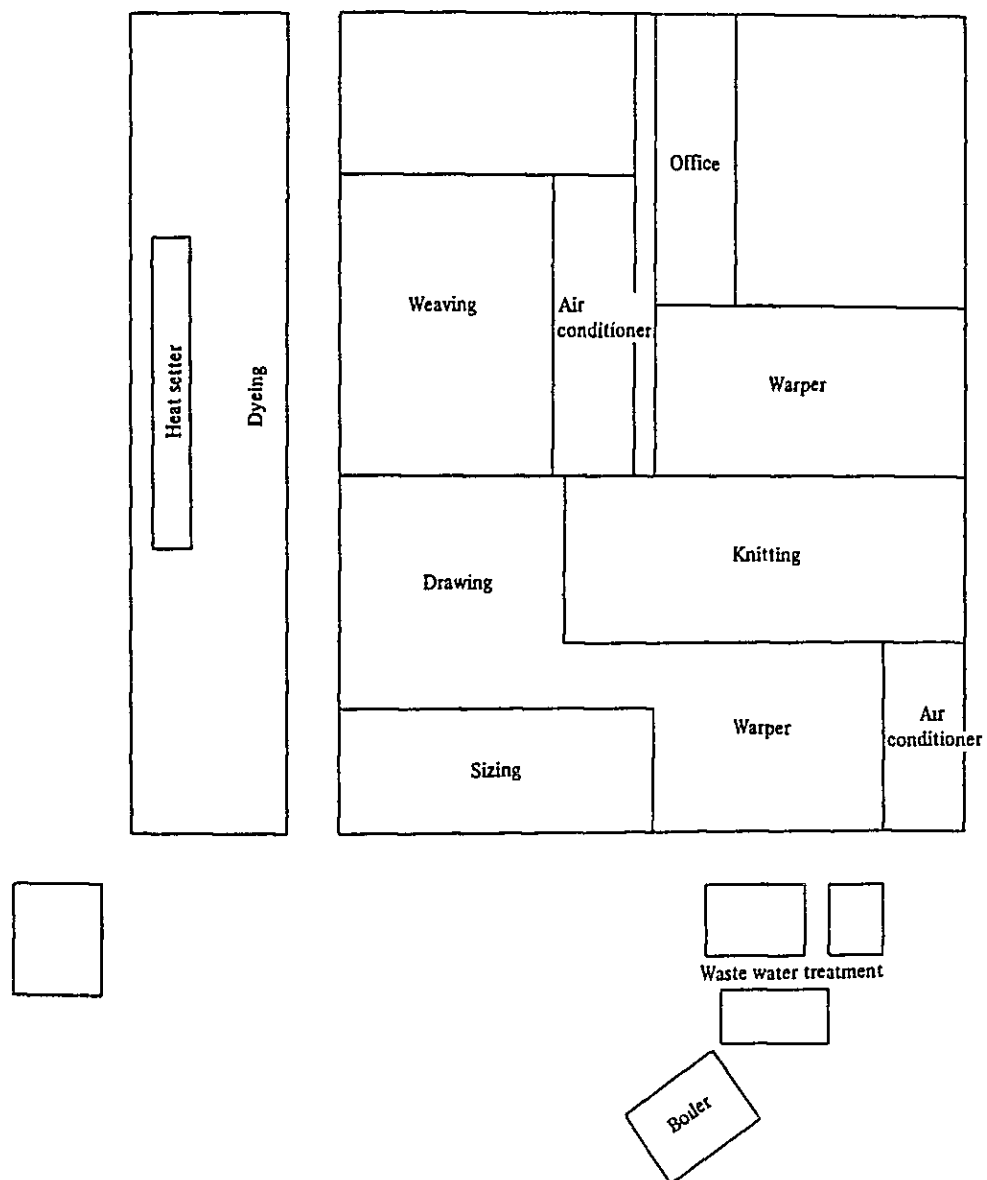 Office
Weaving
Air
conditioner
Heat setter
Dyeing
Warper
Knitting
Drawing
Warper
Air
conditioner
Sizing
Waste water treatment
Boiler